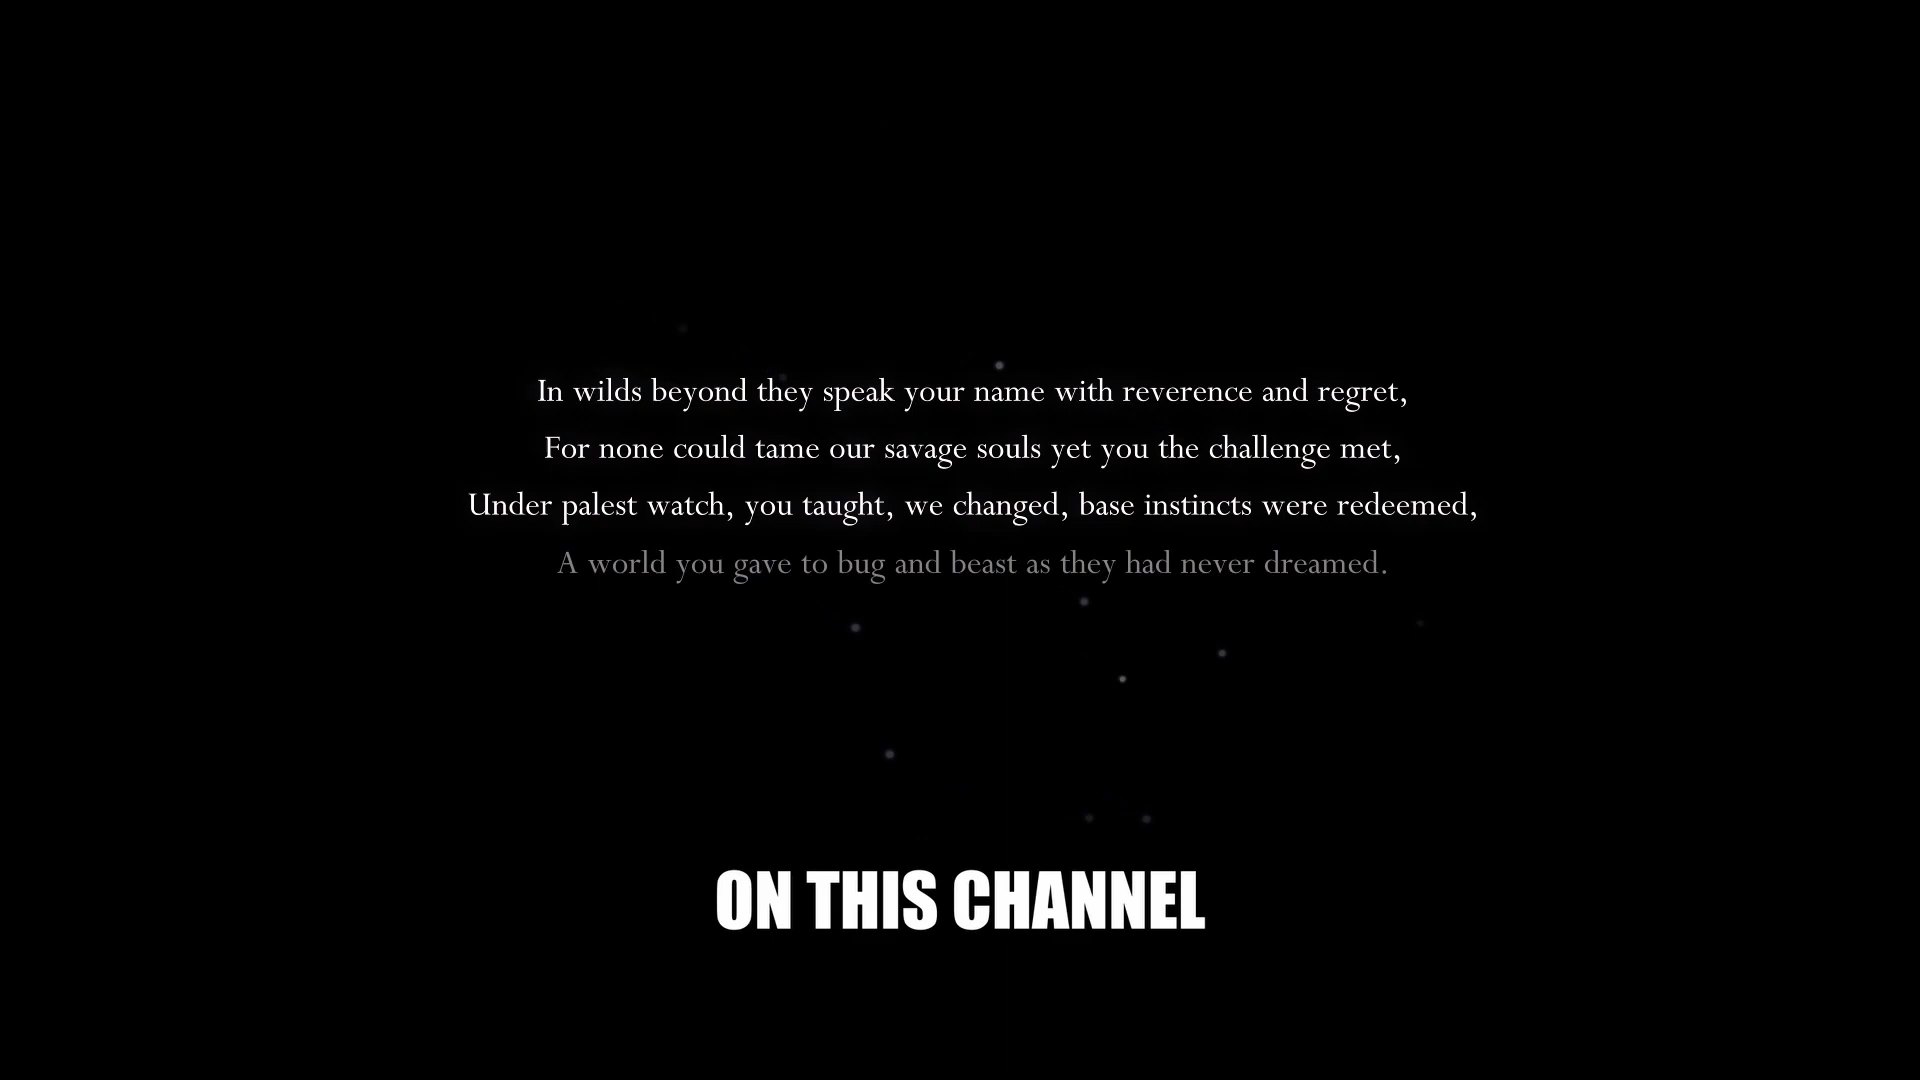 In wilds beyond they speak your name with reverence and regret,
For none could tame our savage souls yet you the challenge met,
Under palest watch, you taught, we changed, base instincts were redeemed,
A world you gave to bug and beast as they had never dreamed.
ON THIS CHANNEL